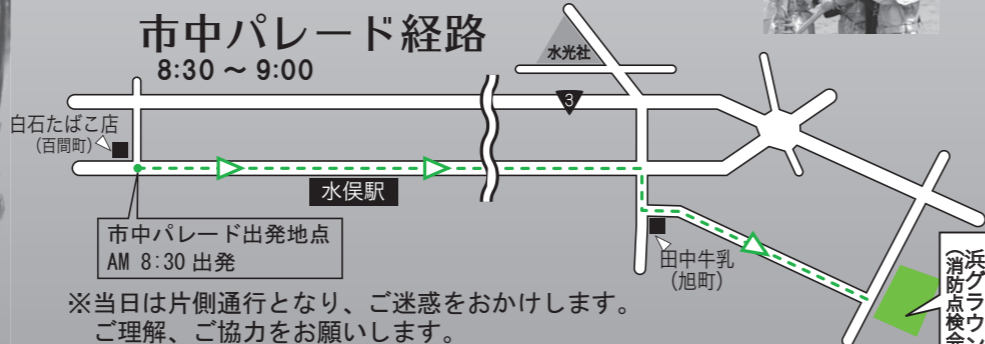 市中パレード経路
8:30 ～ 9:00
水光社
3
白石たばこ店
（百間町）
水俣駅
市中パレード出発地点
AM 8:30 出発
田中牛乳
（旭町）
浜グラウン
（消防点検会
※当日は片側通行となり、ご迷惑をおかけします。
ご理解、ご協力をお願いします。